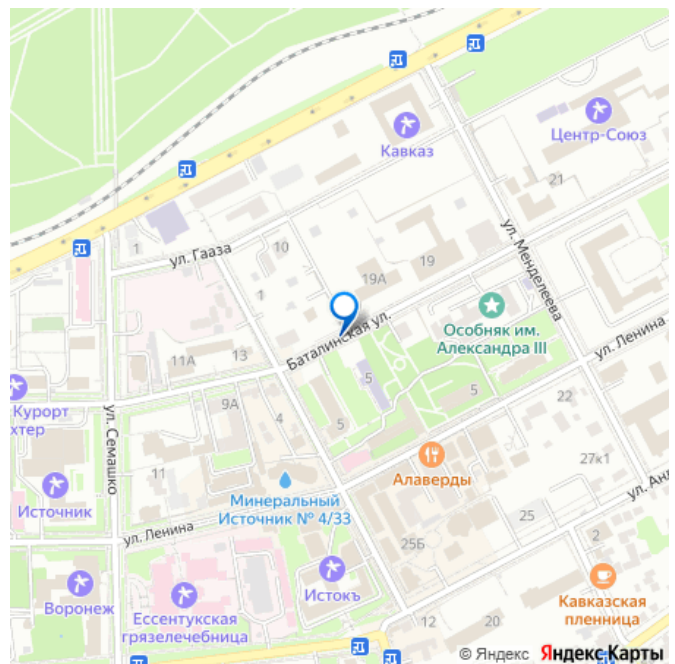 Кавказ
Центр-Союз
21
ул. Менделеева
ул. Гааза
1
10
1
19А
19
Особняк им.
Александра III
Баталинская ул.
ул. Ленина
11А
13
5
5
5
22
Курорт
хтер
ул. Семашко
9А
4
Алаверды
27к1
ул. Анд
11
Источник
Минеральный
Источник № 4/33
ул. Ленина
25
25Б
2
Воронеж
Ессентукская
грязелечебница
Истокъ
Кавказская
пленница
12
20
© Яндекс Яндекс Карты